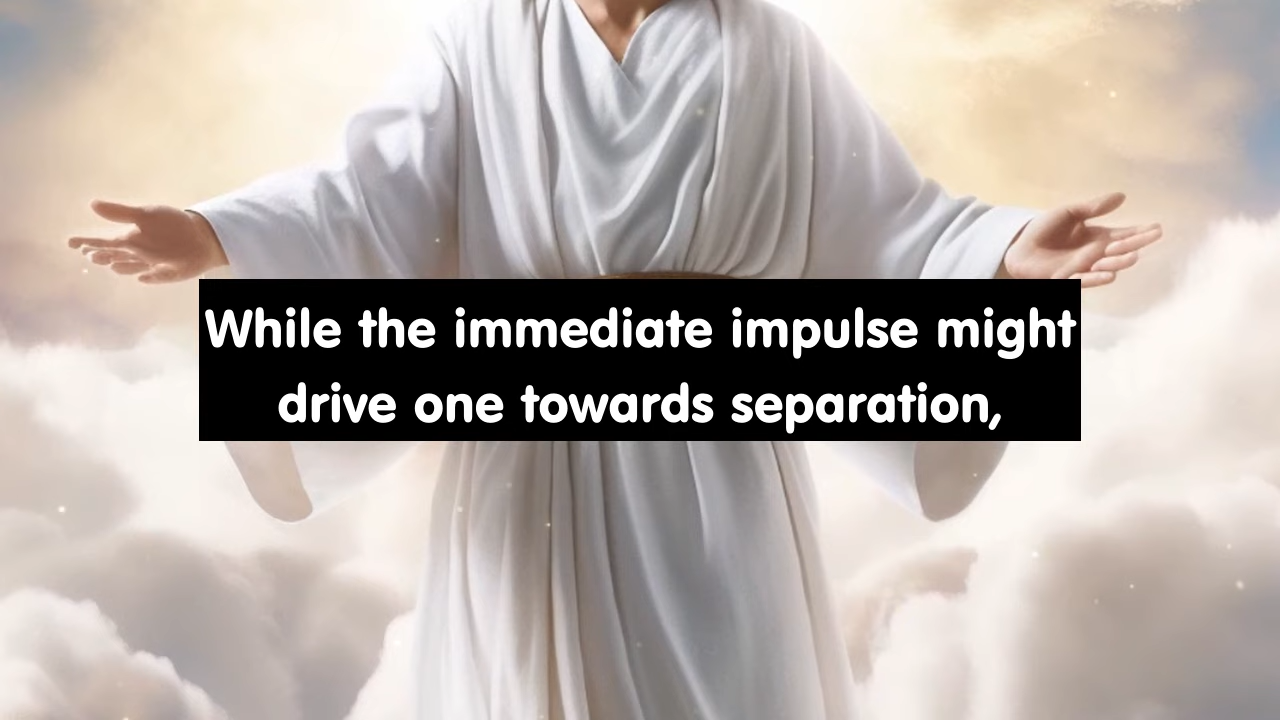 While the immediate impulse might
drive one towards separation,